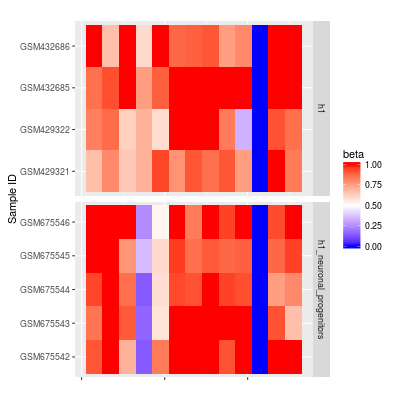 Sample ID
GSM432686
GSM432685
GSM429322
GSM429321
h1
GSM675546
GSM675545
GSM675544
GSM675543
GSM675542
h1_neuronal_progenitors
beta
1.00
0.75
0.50
0.25
0.00